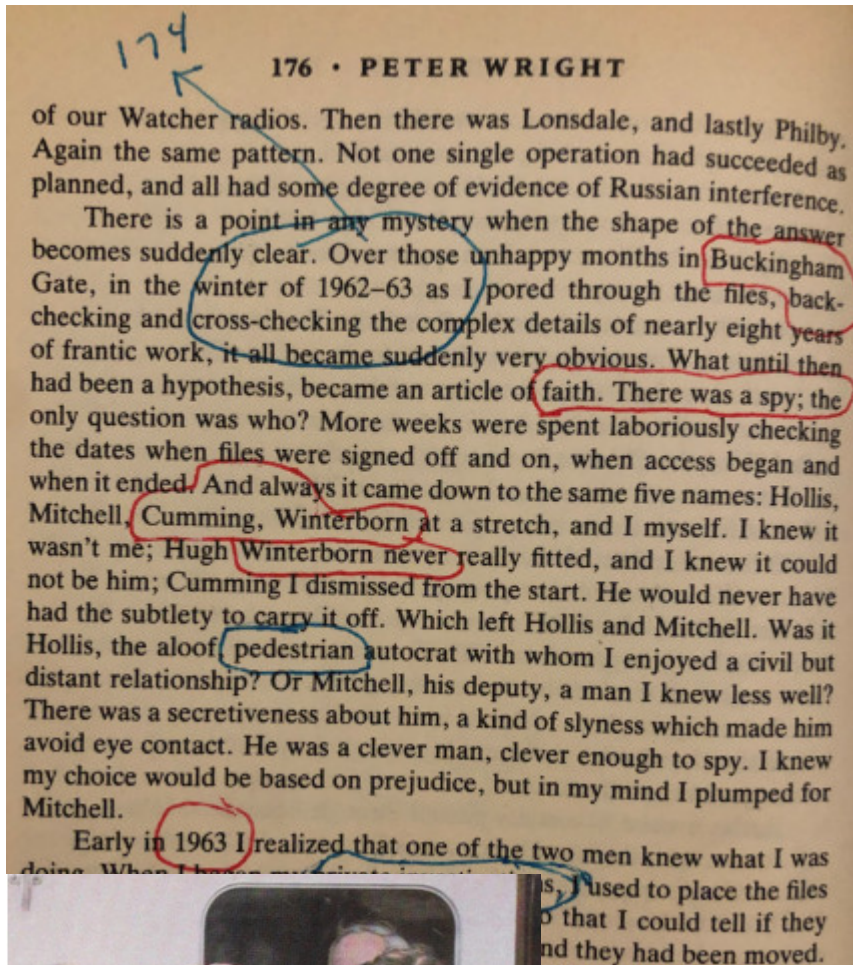 174
176 • PETER WRIGHT
of our Watcher radios. Then there was Lonsdale, and lastly Philby.
Again the same pattern. Not one single operation had succeeded as
planned, and all had some degree of evidence of Russian interference.
There is a point in any mystery when the shape of the answer
becomes suddenly clear. Over those unhappy months in Buckingham
Gate, in the winter of 1962–63 as I pored through the files, back-
checking and cross-checking the complex details of nearly eight years
of frantic work, it all became suddenly very obvious. What until then
had been a hypothesis, became an article of faith. There was a spy; the
only question was who? More weeks were spent laboriously checking
the dates when files were signed off and on, when access began and
when it ended. And always it came down to the same five names: Hollis,
Mitchell, Cumming, Winterborn at a stretch, and I myself. I knew it
wasn't me; Hugh Winterborn never really fitted, and I knew it could
not be him; Cumming I dismissed from the start. He would never have
had the subtlety to carry it off. Which left Hollis and Mitchell. Was it
Hollis, the aloof, pedestrian autocrat with whom I enjoyed a civil but
distant relationship? Or Mitchell, his deputy, a man I knew less well?
There was a secretiveness about him, a kind of slyness which made him
avoid eye contact. He was a clever man, clever enough to spy. I knew
my choice would be based on prejudice, but in my mind I plumped for
Mitchell.
Early in 1963 I realized that one of the two men knew what I was
doing. When I began my private I used to place the files
that I could tell if they
they had been moved.